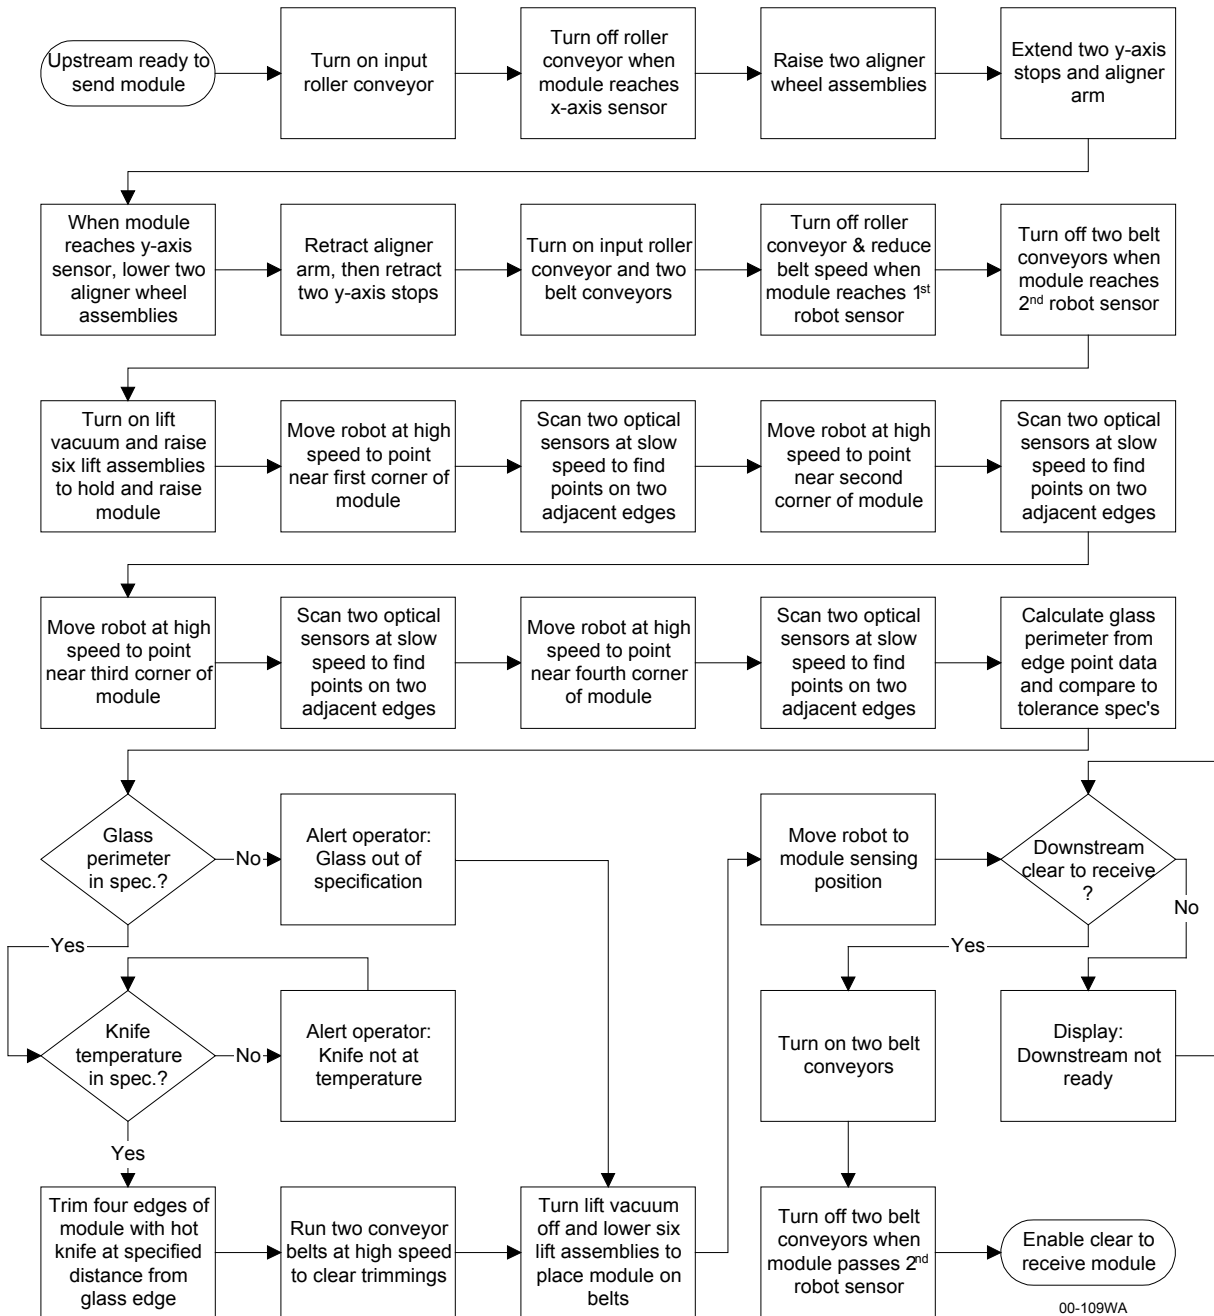 Upstream ready to
send module
Turn on input
roller conveyor
Turn off roller
conveyor when
module reaches
x-axis sensor
Raise two aligner
wheel assemblies
Extend two y-axis
stops and aligner
arm
When module
reaches y-axis
sensor, lower two
aligner wheel
assemblies
Retract aligner
arm, then retract
two y-axis stops
Turn on input roller
conveyor and two
belt conveyors
Turn off roller
conveyor & reduce
belt speed when
module reaches 1st
robot sensor
Turn off two belt
conveyors when
module reaches
2nd robot sensor
Turn on lift
vacuum and raise
six lift assemblies
to hold and raise
module
Move robot at high
speed to point
near first corner of
module
Scan two optical
sensors at slow
speed to find
points on two
adjacent edges
Move robot at high
speed to point
near second
corner of module
Scan two optical
sensors at slow
speed to find
points on two
adjacent edges
Move robot at high
speed to point
near third corner of
module
Scan two optical
sensors at slow
speed to find
points on two
adjacent edges
Move robot at high
speed to point
near fourth corner
of module
Scan two optical
sensors at slow
speed to find
points on two
adjacent edges
Calculate glass
perimeter from
edge point data
and compare to
tolerance spec's
Glass
perimeter
in spec.?
No
Alert operator:
Glass out of
specification
Move robot to
module sensing
position
Downstream
clear to receive
?
No
Yes
Yes
Knife
temperature
in spec.?
No
Alert operator:
Knife not at
temperature
Turn on two belt
conveyors
Display:
Downstream not
ready
Yes
Trim four edges of
module with hot
knife at specified
distance from
glass edge
Run two conveyor
belts at high speed
to clear trimmings
Turn lift vacuum
off and lower six
lift assemblies to
place module on
belts
Turn off two belt
conveyors when
module passes 2nd
robot sensor
Enable clear to
receive module
00-109WA